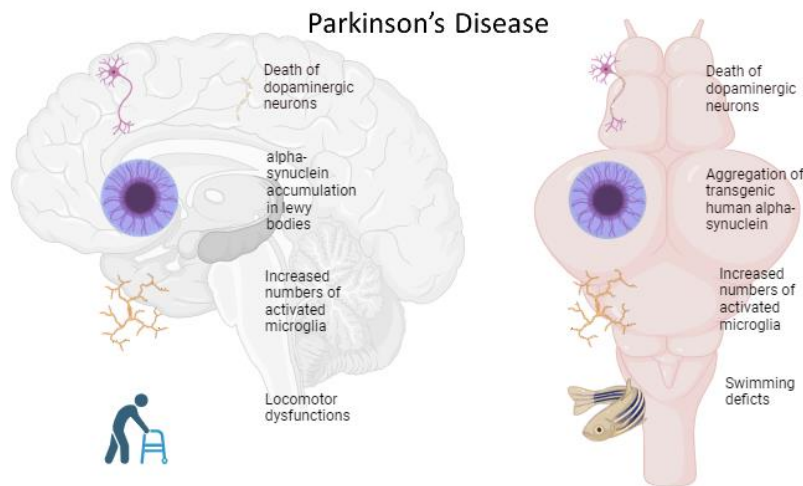 Parkinson's Disease
Death of
dopaminergic
neurons
alpha-
synuclein
accumulation
in lewy
bodies
Increased
numbers of
activated
microglia
Locomotor
dysfunctions
Death of
dopaminergic
neurons
Aggregation of
transgenic
human alpha-
synuclein
Increased
numbers of
activated
microglia
Swimming
deficts